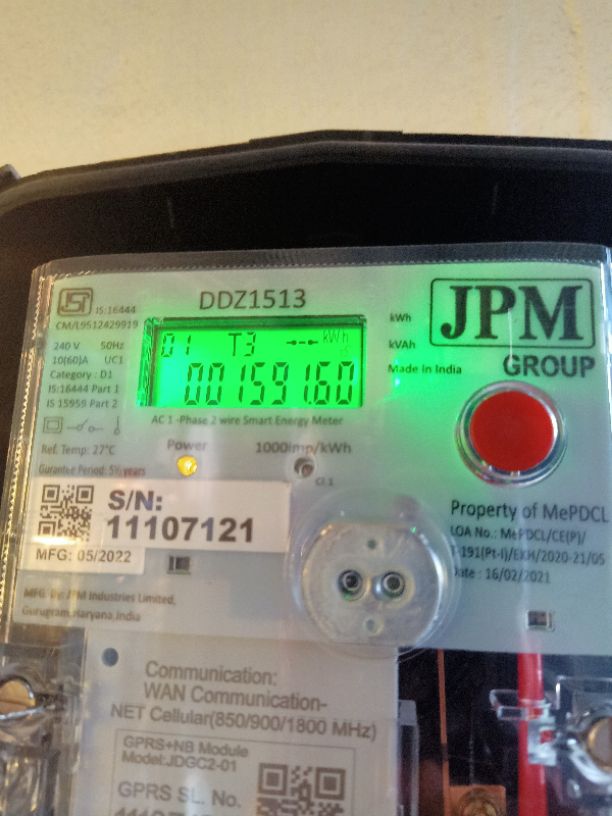 IS:16444
CM/L9512429919
DDZ1513
240 V 50Hz
10(60)A UC1
Category : D1
IS:16444 Part 1
IS 15959 Part 2
01 T3 kWh
001591.60
kWh
kVAh
Made in India
JPM
GROUP
AC 1 -Phase 2 wire Smart Energy Meter
Ref. Temp: 27°C
Gurantee Period: 5½ years
Power
1000imp/kWh
S/N:
11107121
MFG: 05/2022
Property of MePDCL
LOA No.: MePDCL/CE(P)/
T-191(Pt-I)/EKH/2020-21/05
Date : 16/02/2021
MFG. By: JPM Industries Limited,
Gurugram,Haryana,India
Communication:
WAN Communication-
NET Cellular(850/900/1800 MHz)
GPRS+NB Module
Model:JDGC2-01
GPRS SL. No.